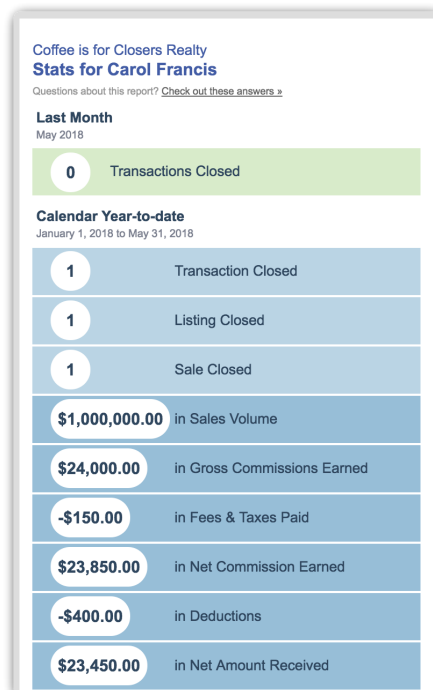 Coffee is for Closers Realty
Stats for Carol Francis
Questions about this report? Check out these answers »
Last Month
May 2018
0 Transactions Closed
Calendar Year-to-date
January 1, 2018 to May 31, 2018
1 Transaction Closed
1 Listing Closed
1 Sale Closed
$1,000,000.00 in Sales Volume
$24,000.00 in Gross Commissions Earned
-$150.00 in Fees & Taxes Paid
$23,850.00 in Net Commission Earned
-$400.00 in Deductions
$23,450.00 in Net Amount Received